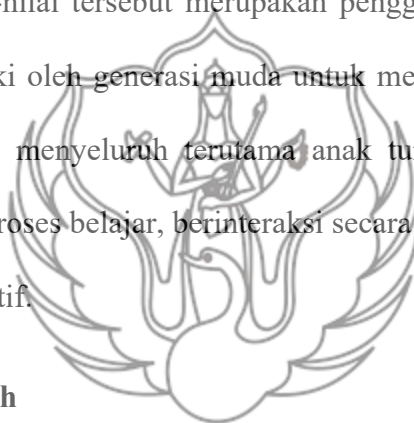 -nilai tersebut merupakan pengg
ki oleh generasi muda untuk me
menyeluruh terutama anak tu
roses belajar, berinteraksi secara
tif.
h